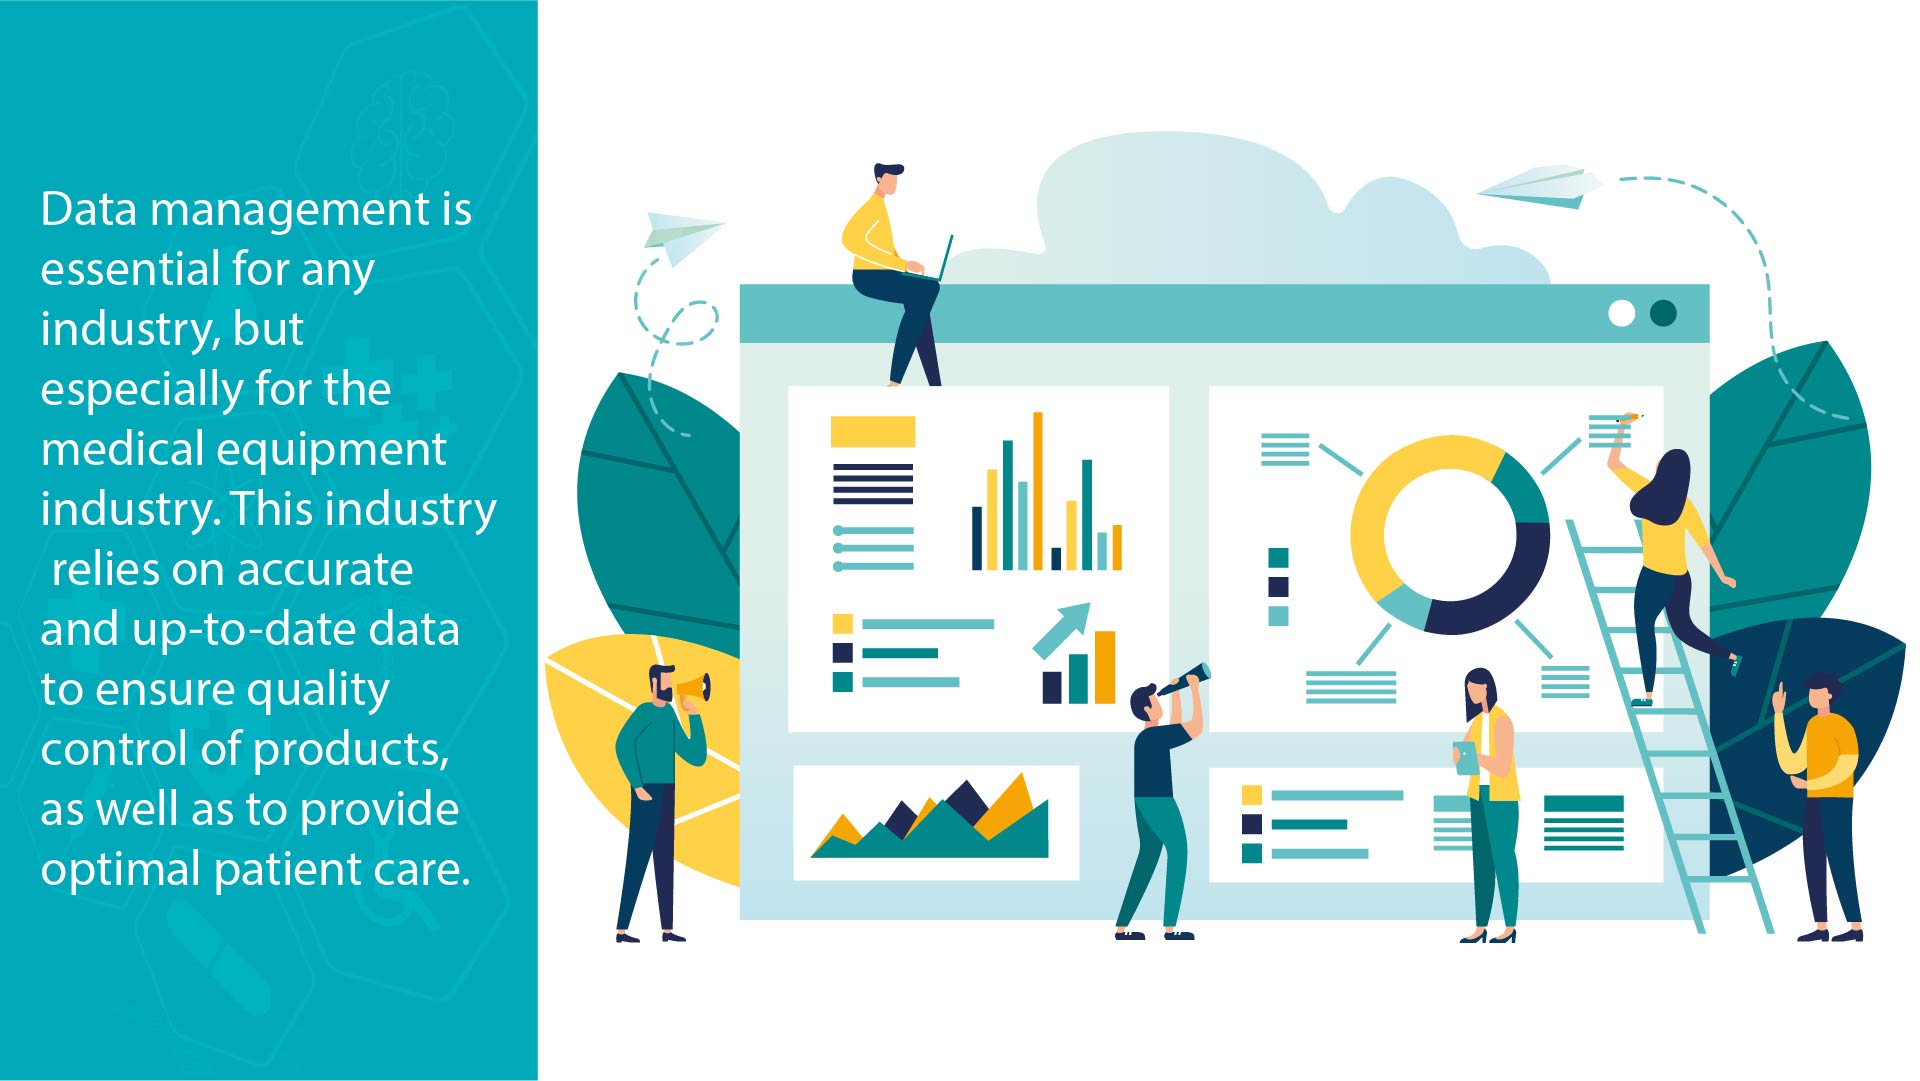 Data management is
essential for any
industry, but
especially for the
medical equipment
industry. This industry
relies on accurate
and up-to-date data
to ensure quality
control of products,
as well as to provide
optimal patient care.